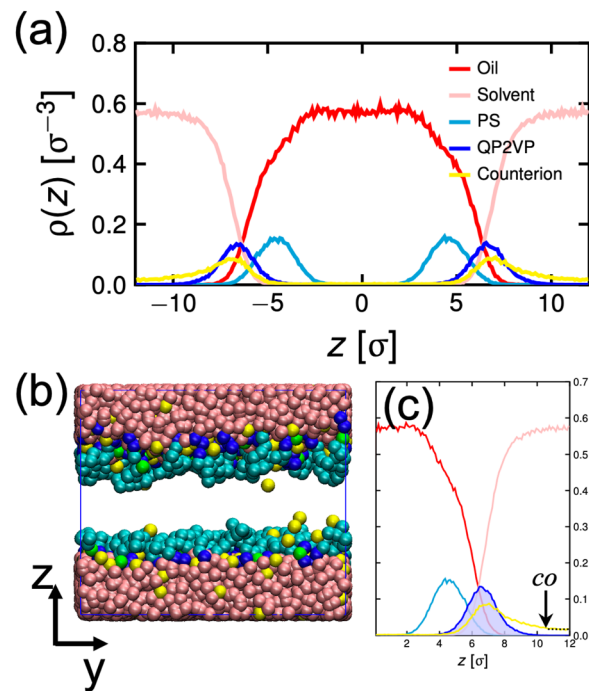 (a)
0.8
0.6
0.4
0.2
0.0
ρ(z) [σ⁻³]
Oil
Solvent
PS
QP2VP
Counterion
−10 −5 0 5 10
z [σ]
(b)
z
y
(c)
0.7
0.6
0.5
0.4
0.3
0.2
0.1
0.0
co
2 4 6 8 10 12
z [σ]